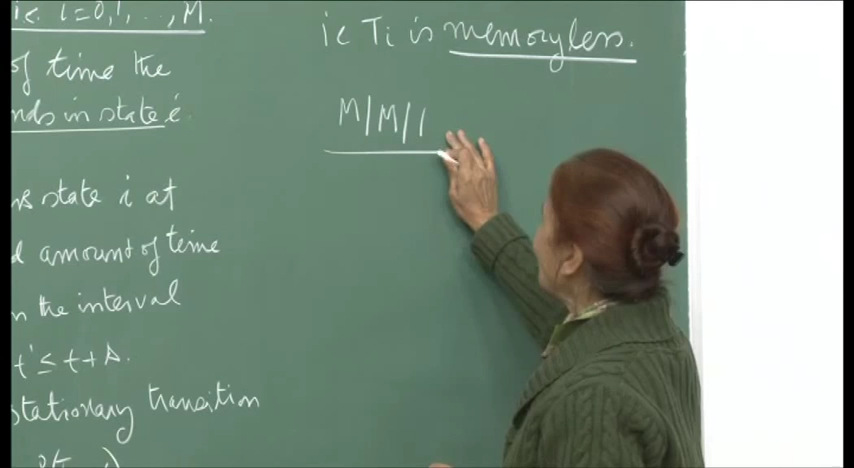 i< i=0,1,...,M.
of time the
nds in state i
s state i at
d amount of time
n the interval
t' ≤ t+s.
stationary transition
ie Ti is memoryless.
M/M/1